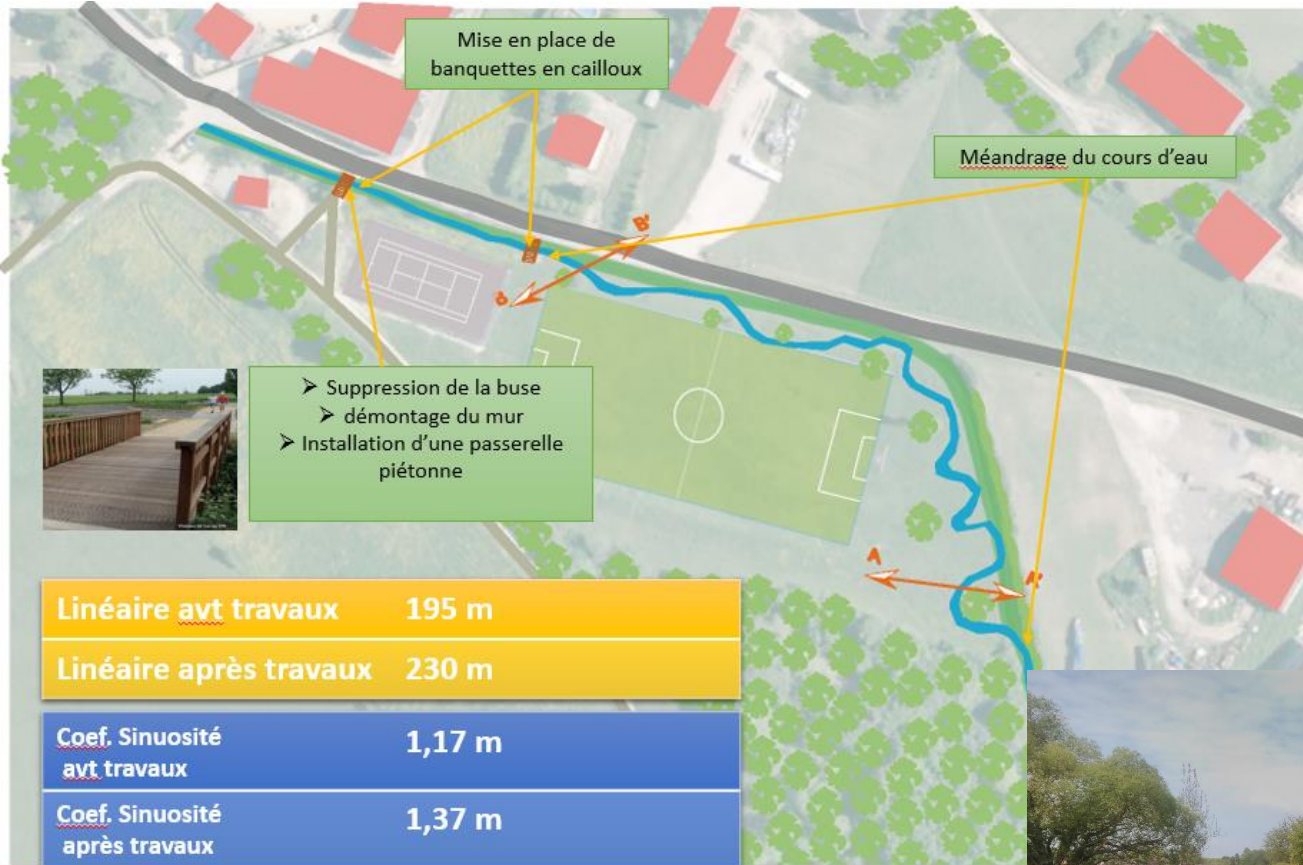 Mise en place de
banquettes en cailloux
Méandrage du cours d'eau
B'
B
➢ Suppression de la buse
➢ démontage du mur
➢ Installation d'une passerelle
piétonne
A
A'
Linéaire avt travaux 195 m
Linéaire après travaux 230 m
Coef. Sinuosité
avt travaux
1,17 m
Coef. Sinuosité
après travaux
1,37 m